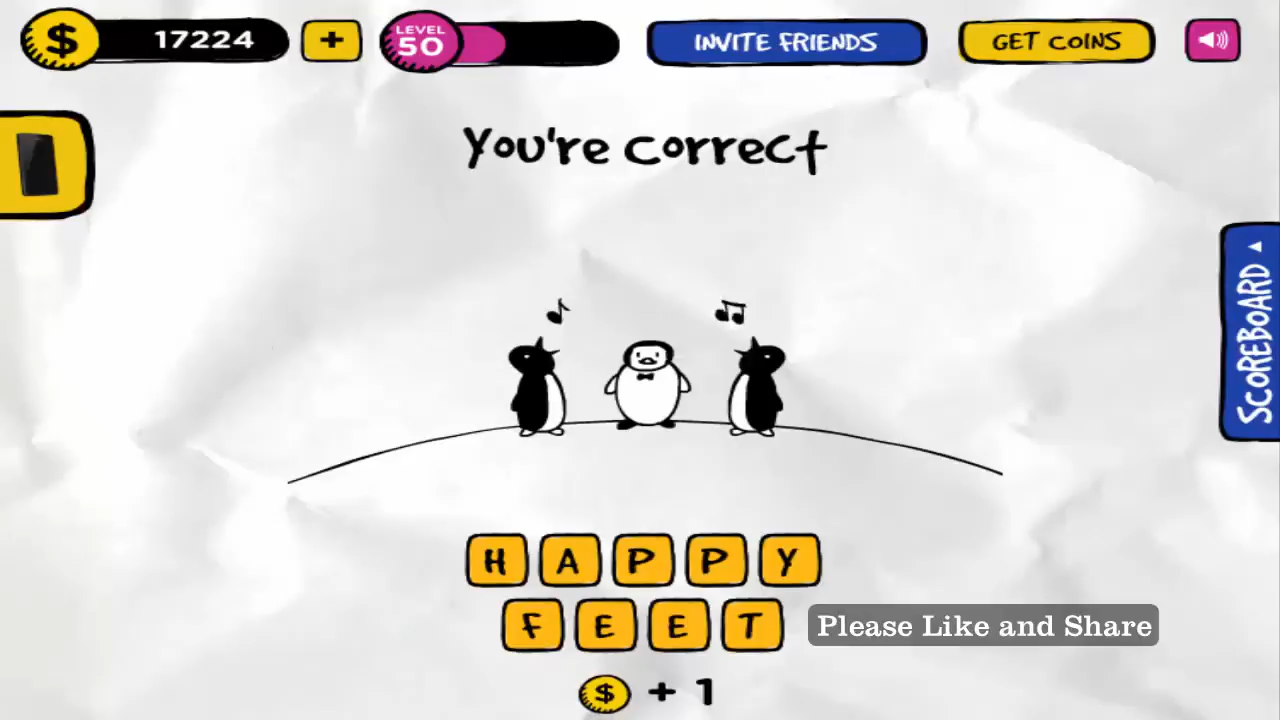 $ 17224 + LEVEL 50 INVITE FRIENDS GET COINS
You're correct
SCOREBOARD
HAPPY
FEET
Please Like and Share
$ + 1